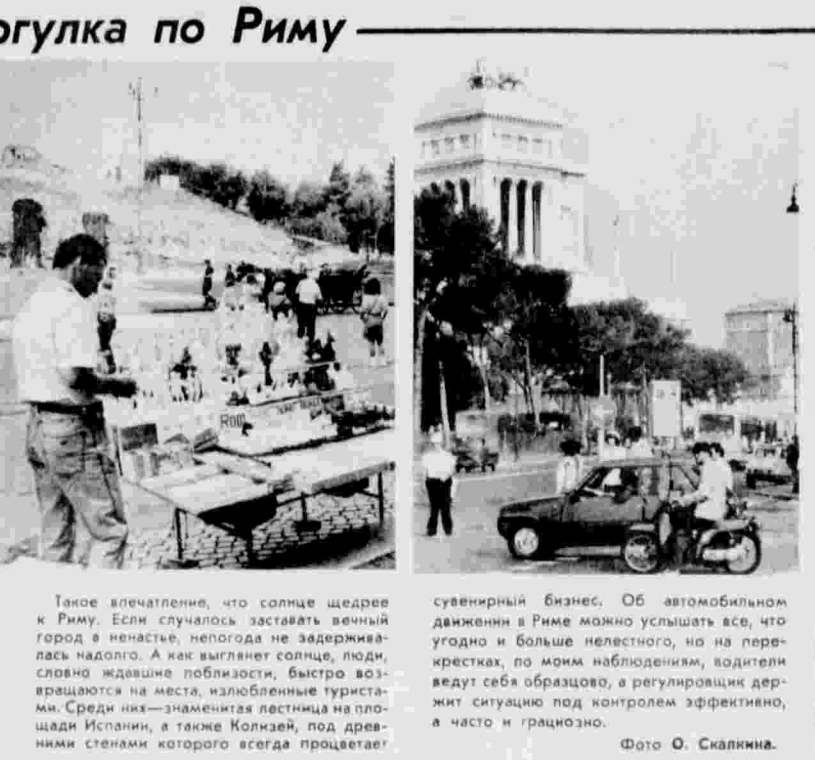 огулка по Риму
Rom
Такое впечатление, что солнце щедрее
к Риму. Если случалось заставать вечный
город в ненастье, непогода не задержива-
лась надолго. А как выглянет солнце, люди,
словно ждавшие поблизости, быстро воз-
вращаются на места, излюбленные туриста-
ми. Среди них—знаменитая лестница на пло-
щади Испании, а также Колизей, под древ-
ними стенами которого всегда процветает
сувенирный бизнес. Об автомобильном
движении в Риме можно услышать все, что
угодно и больше нелестного, но на пере-
крестках, по моим наблюдениям, водители
ведут себя образцово, а регулировщик дер-
жит ситуацию под контролем эффективно,
а часто и грациозно.
Фото О. Скалкина.